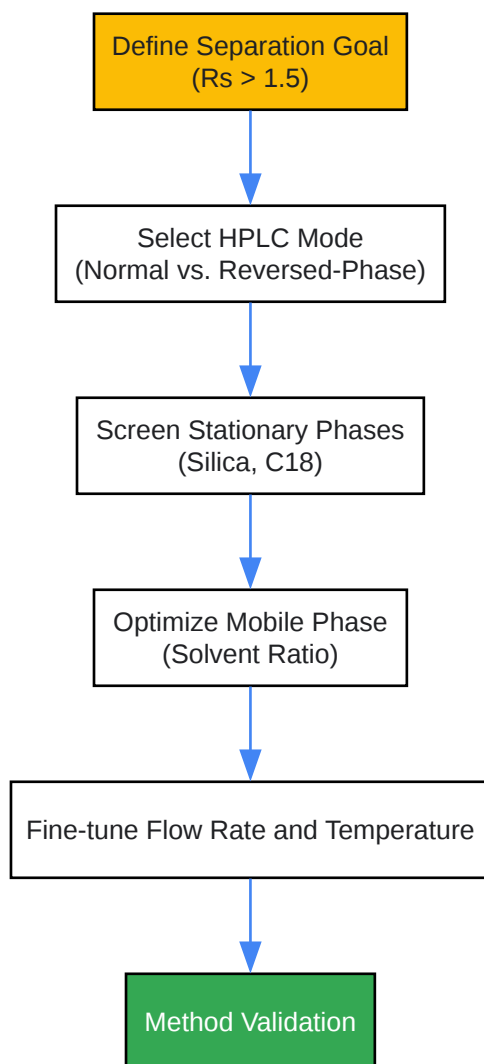 Define Separation Goal
(Rs > 1.5)
Select HPLC Mode
(Normal vs. Reversed-Phase)
Screen Stationary Phases
(Silica, C18)
Optimize Mobile Phase
(Solvent Ratio)
Fine-tune Flow Rate and Temperature
Method Validation